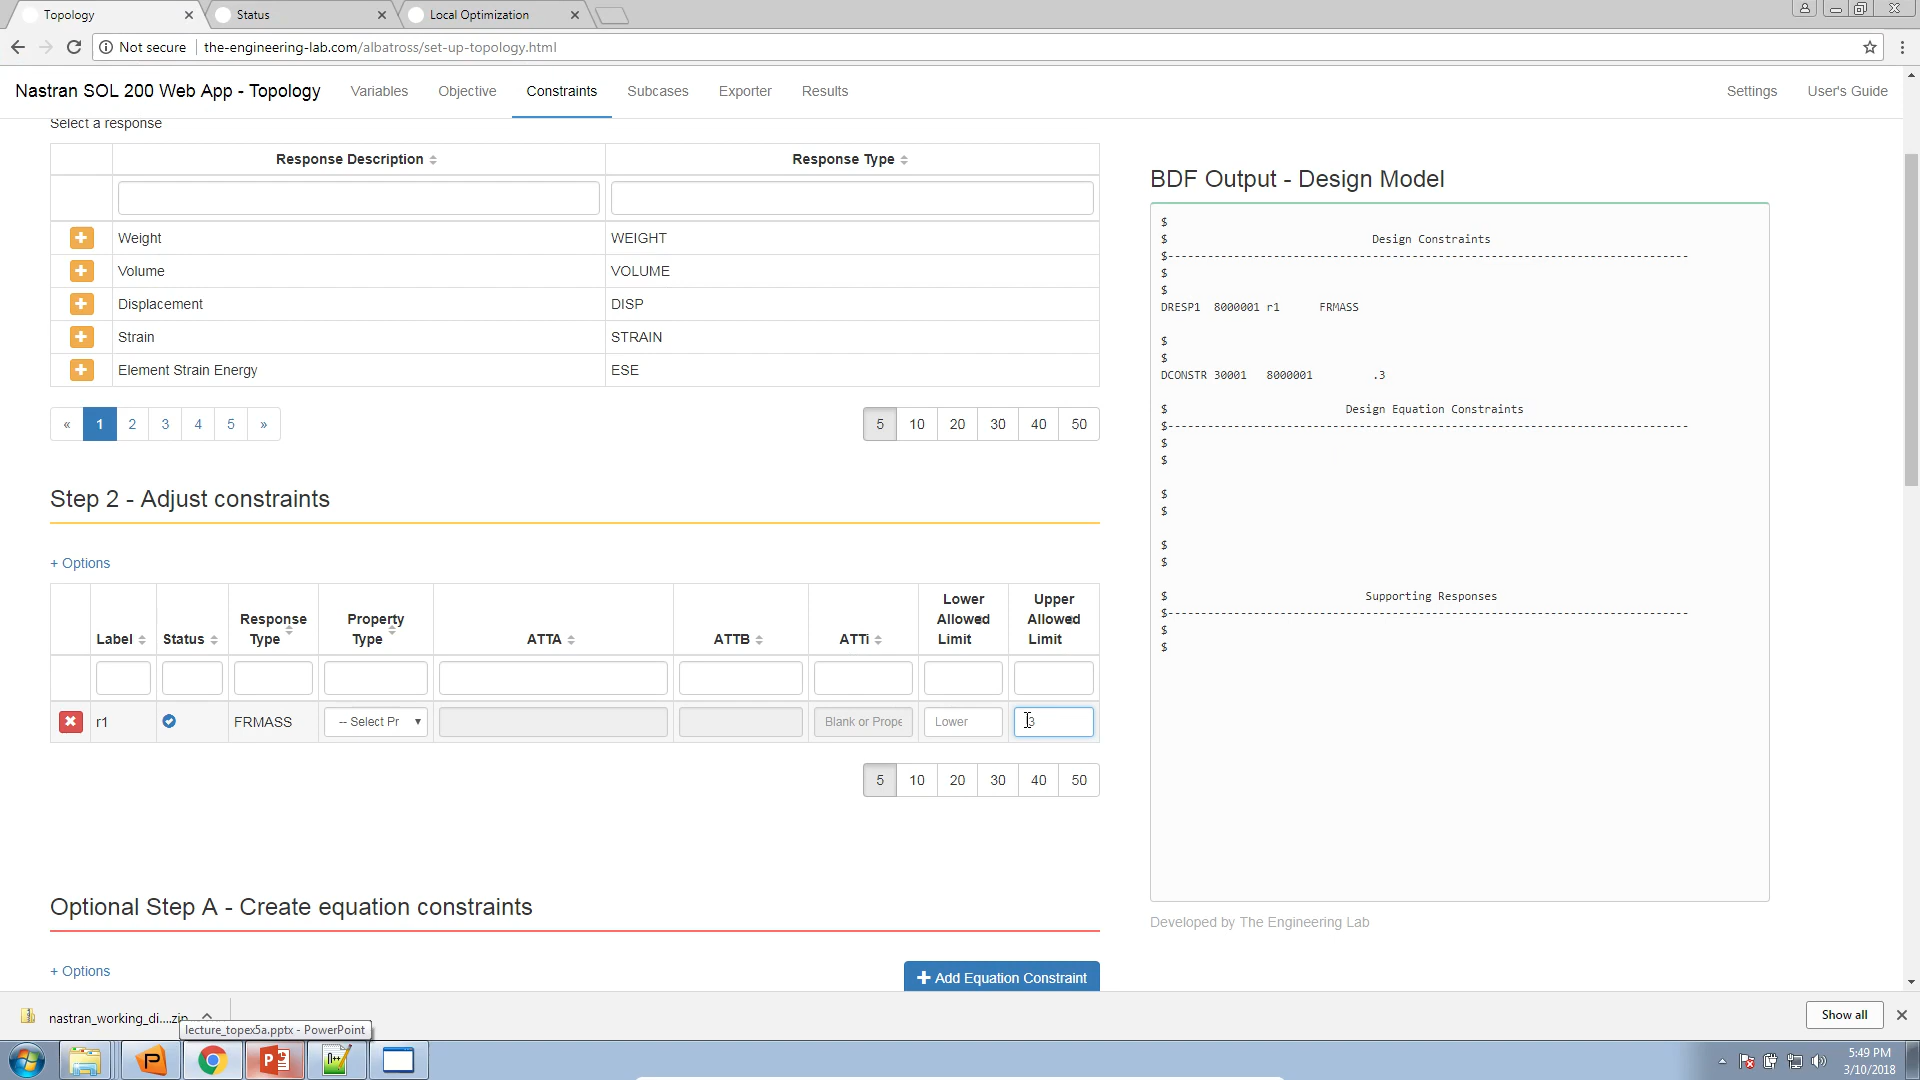 Topology
Status
Local Optimization
Not secure
the-engineering-lab.com/albatross/set-up-topology.html
Nastran SOL 200 Web App - Topology
Variables
Objective
Constraints
Subcases
Exporter
Results
Settings
User's Guide
Select a response
Response Description
Response Type
Weight
WEIGHT
Volume
VOLUME
Displacement
DISP
Strain
STRAIN
Element Strain Energy
ESE
« 1 2 3 4 5 »
5 10 20 30 40 50
Step 2 - Adjust constraints
+ Options
Label
Status
Response Type
Property Type
ATTA
ATTB
ATTi
Lower Allowed Limit
Upper Allowed Limit
r1
FRMASS
-- Select Pr
Blank or Prope
Lower
.3
5 10 20 30 40 50
Optional Step A - Create equation constraints
+ Options
Add Equation Constraint
BDF Output - Design Model
$
$ Design Constraints
$--------------------------------------------------------------------------------
$
$
DRESP1 8000001 r1 FRMASS
$
$
DCONSTR 30001 8000001 .3
$ Design Equation Constraints
$--------------------------------------------------------------------------------
$
$
$
$
$
$
$ Supporting Responses
$--------------------------------------------------------------------------------
$
$
Developed by The Engineering Lab
nastran_working_di....zip
lecture_topex5a.pptx - PowerPoint
Show all
5:49 PM
3/10/2018